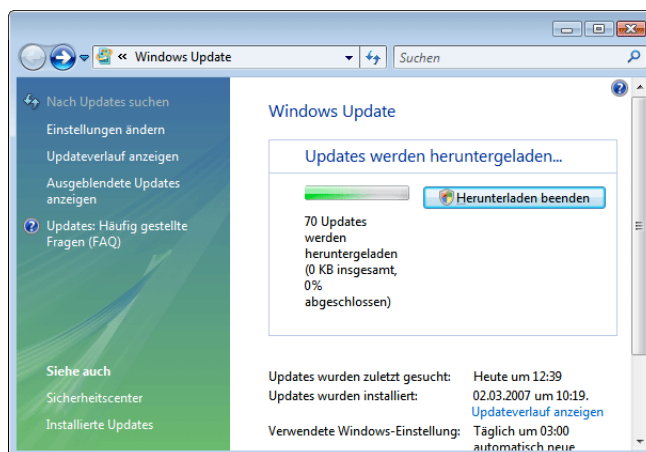 « Windows Update
Suchen
Nach Updates suchen
Einstellungen ändern
Updateverlauf anzeigen
Ausgeblendete Updates
anzeigen
Updates: Häufig gestellte
Fragen (FAQ)
Siehe auch
Sicherheitscenter
Installierte Updates
Windows Update
Updates werden heruntergeladen...
Herunterladen beenden
70 Updates
werden
heruntergeladen
(0 KB insgesamt,
0%
abgeschlossen)
Updates wurden zuletzt gesucht: Heute um 12:39
Updates wurden installiert: 02.03.2007 um 10:19.
Updateverlauf anzeigen
Verwendete Windows-Einstellung: Täglich um 03:00
automatisch neue